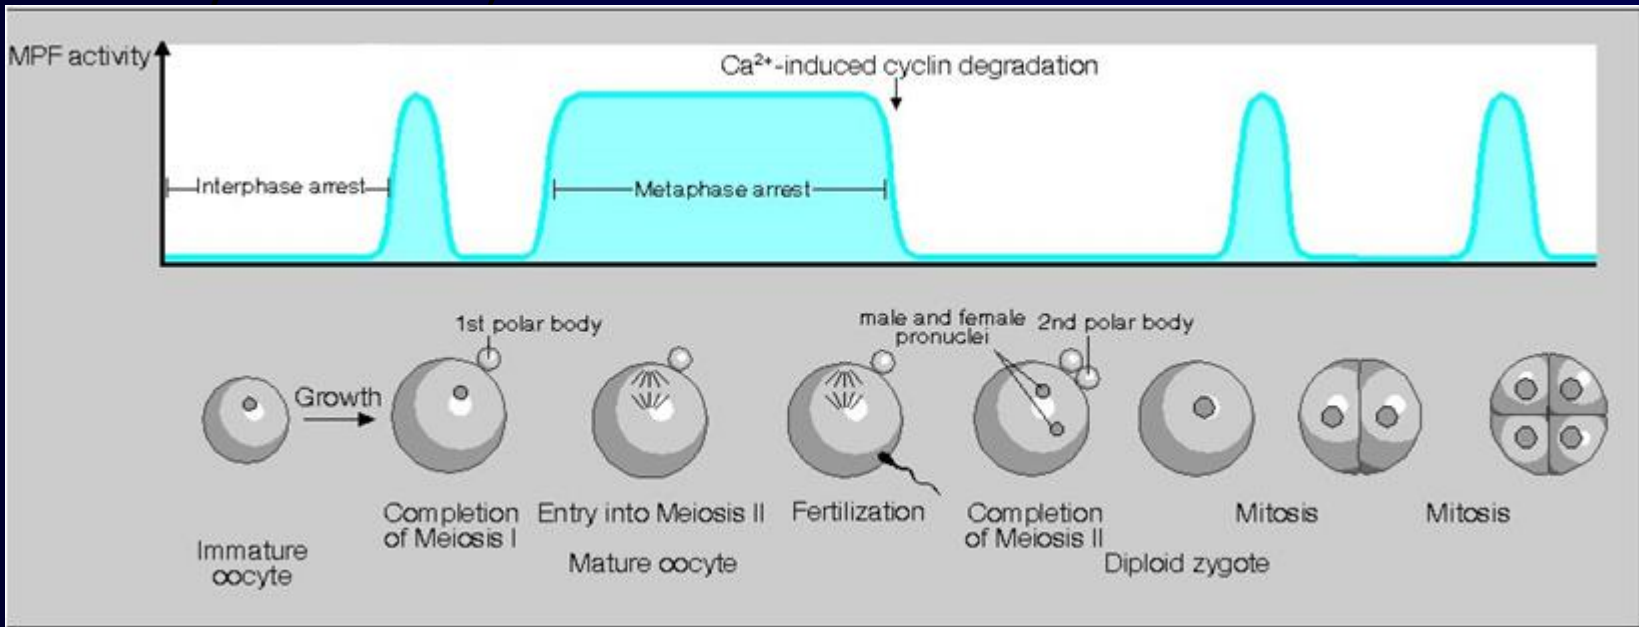 MPF activity
Ca²⁺-induced cyclin degradation
Interphase arrest
Metaphase arrest
1st polar body
male and female
pronuclei
2nd polar body
Growth
Completion
of Meiosis I
Entry into Meiosis II
Fertilization
Completion
of Meiosis II
Mitosis
Mitosis
Immature
oocyte
Mature oocyte
Diploid zygote